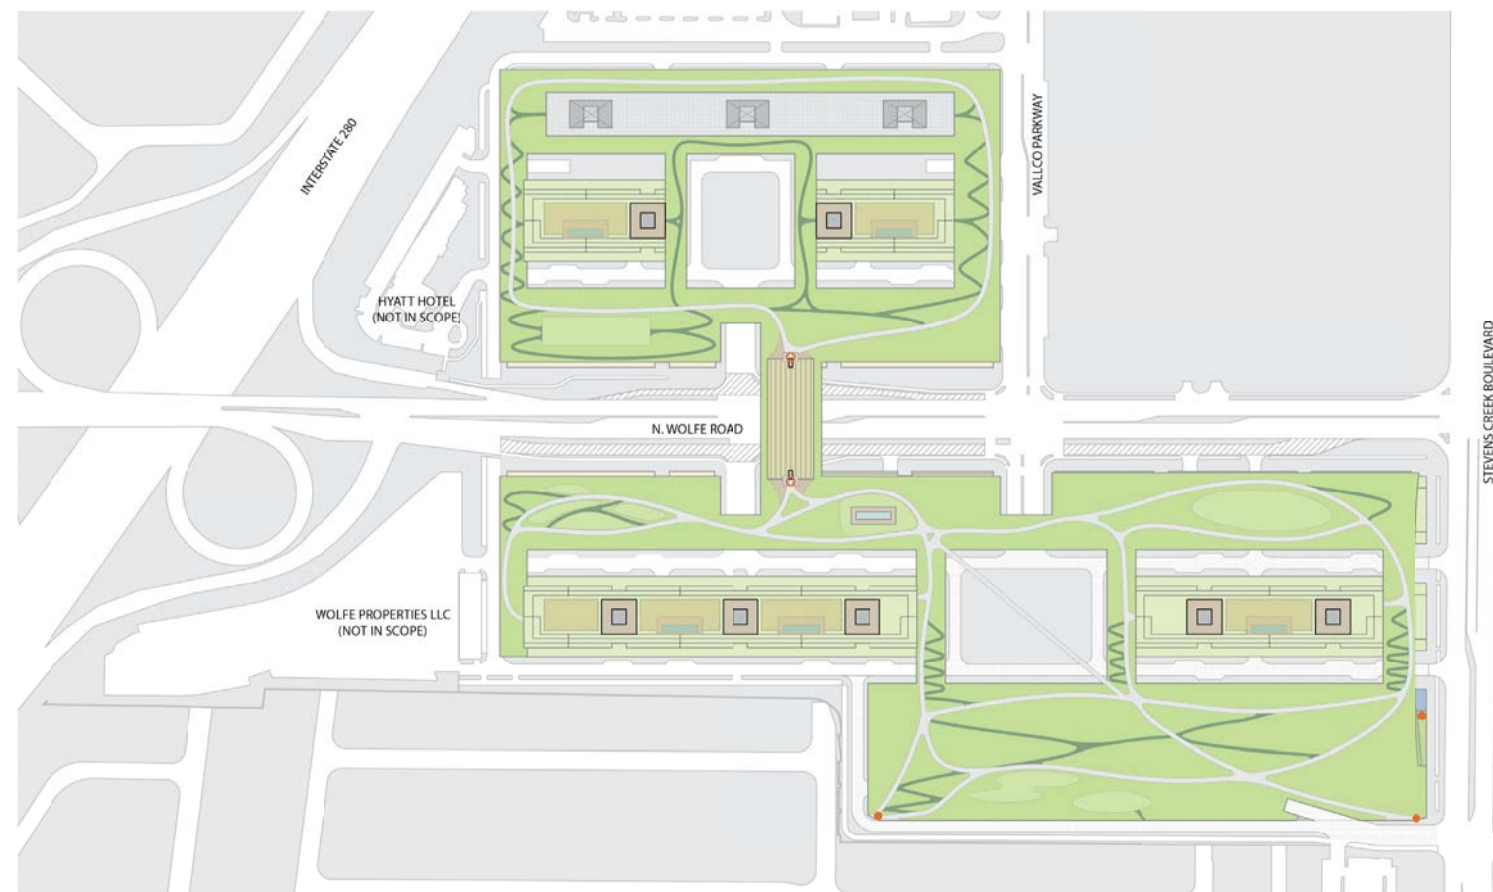 INTERSTATE 280
VALLCO PARKWAY
HYATT HOTEL
(NOT IN SCOPE)
N. WOLFE ROAD
STEVENS CREEK BOULEVARD
WOLFE PROPERTIES LLC
(NOT IN SCOPE)